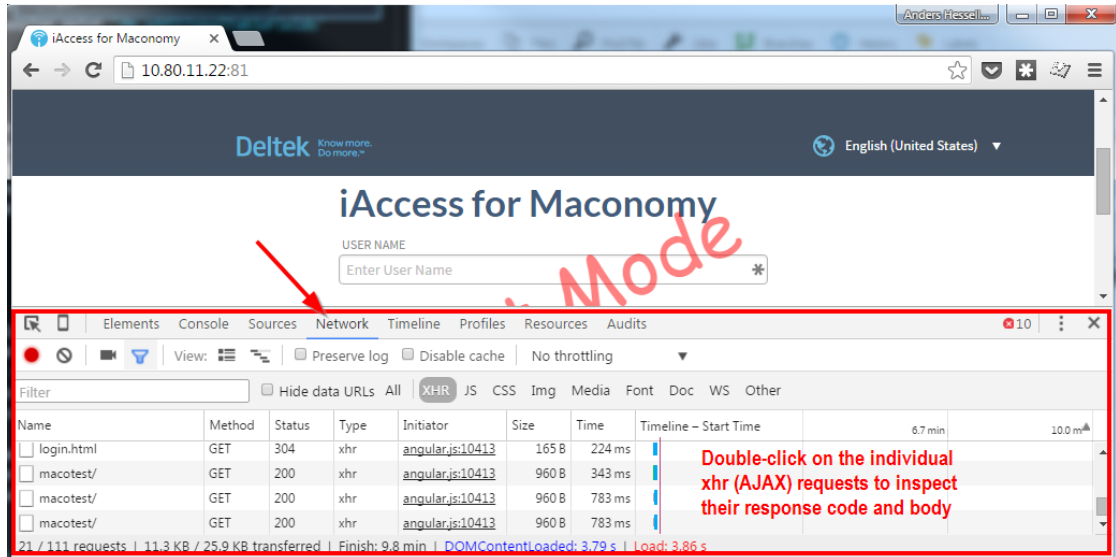 Anders Hessell...
iAccess for Maconomy
10.80.11.22:81
Deltek Know more. Do more.™
English (United States)
iAccess for Maconomy
USER NAME
Enter User Name
Mode
Elements Console Sources Network Timeline Profiles Resources Audits 10
View: Preserve log Disable cache No throttling
Filter Hide data URLs All XHR JS CSS Img Media Font Doc WS Other
Name Method Status Type Initiator Size Time Timeline – Start Time 6.7 min 10.0 m
login.html GET 304 xhr angular.js:10413 165 B 224 ms
macotest/ GET 200 xhr angular.js:10413 960 B 343 ms
macotest/ GET 200 xhr angular.js:10413 960 B 783 ms
macotest/ GET 200 xhr angular.js:10413 960 B 783 ms
Double-click on the individual
xhr (AJAX) requests to inspect
their response code and body
21 / 111 requests | 11.3 KB / 25.9 KB transferred | Finish: 9.8 min | DOMContentLoaded: 3.79 s | Load: 3.86 s